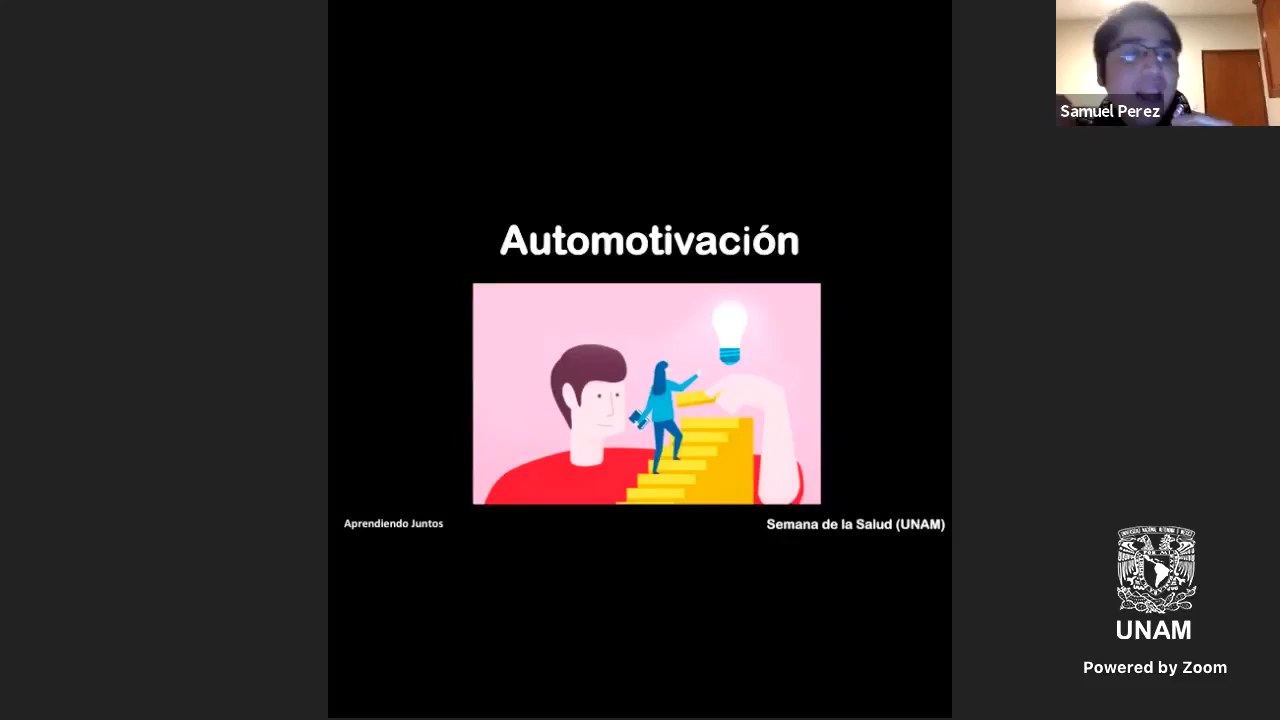 Samuel Perez
Automotivación
Aprendiendo Juntos
Semana de la Salud (UNAM)
UNAM
Powered by Zoom